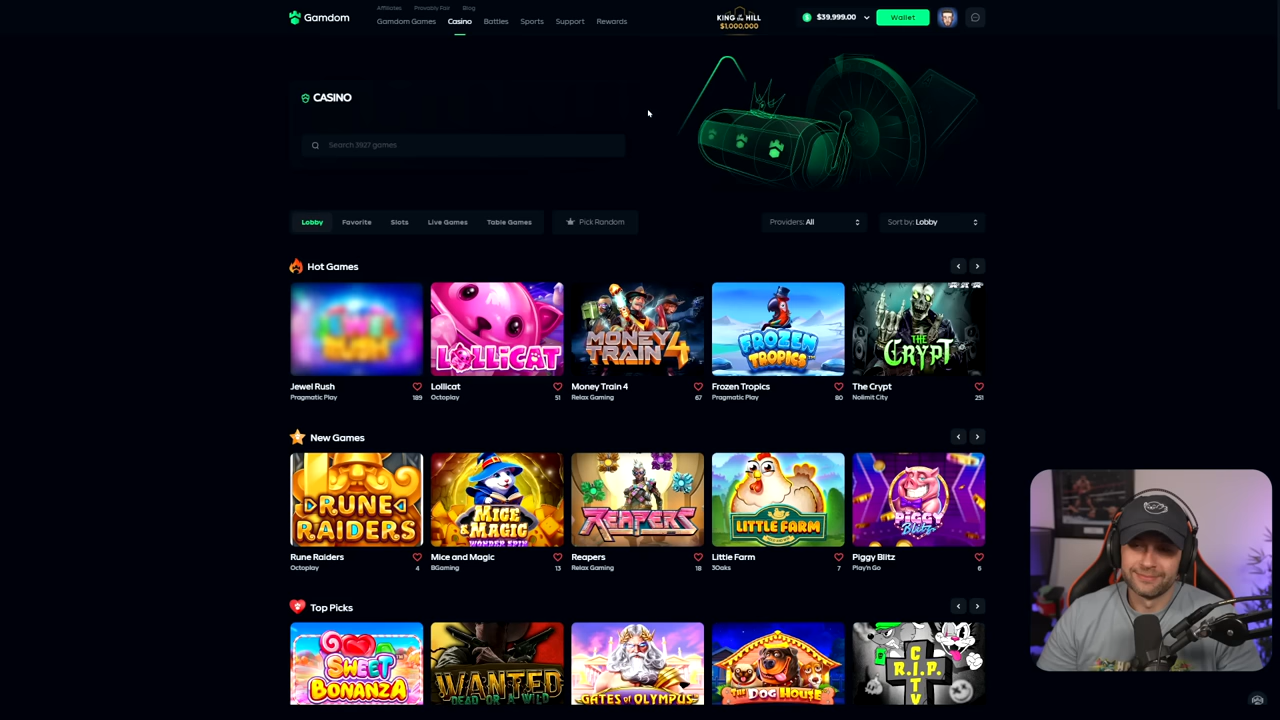 Affiliates Provably Fair Blog
Gamdom
Gamdom Games Casino Battles Sports Support Rewards
KING OF THE HILL
$1,000,000
$39,999.00
Wallet
CASINO
Search 3927 games
Lobby Favorite Slots Live Games Table Games Pick Random Providers: All Sort by: Lobby
Hot Games
LOLLICAT
MONEY TRAIN 4
FROZEN TROPICS
THE CRYPT
Jewel Rush Lollicat Money Train 4 Frozen Tropics The Crypt
Pragmatic Play 189 Octoplay 51 Relax Gaming 67 Pragmatic Play 80 Nolimit City 251
New Games
RUNE RAIDERS
MICE & MAGIC WONDER SPIN
REAPERS
LITTLE FARM
PIGGY Blitz
Rune Raiders Mice and Magic Reapers Little Farm Piggy Blitz
Octoplay 4 BGaming 13 Relax Gaming 18 3Oaks 7 Play'n Go 6
Top Picks
SWEET BONANZA
WANTED DEAD OR A WILD
GATES of OLYMPUS
THE DOG HOUSE
R.I.P. CITY